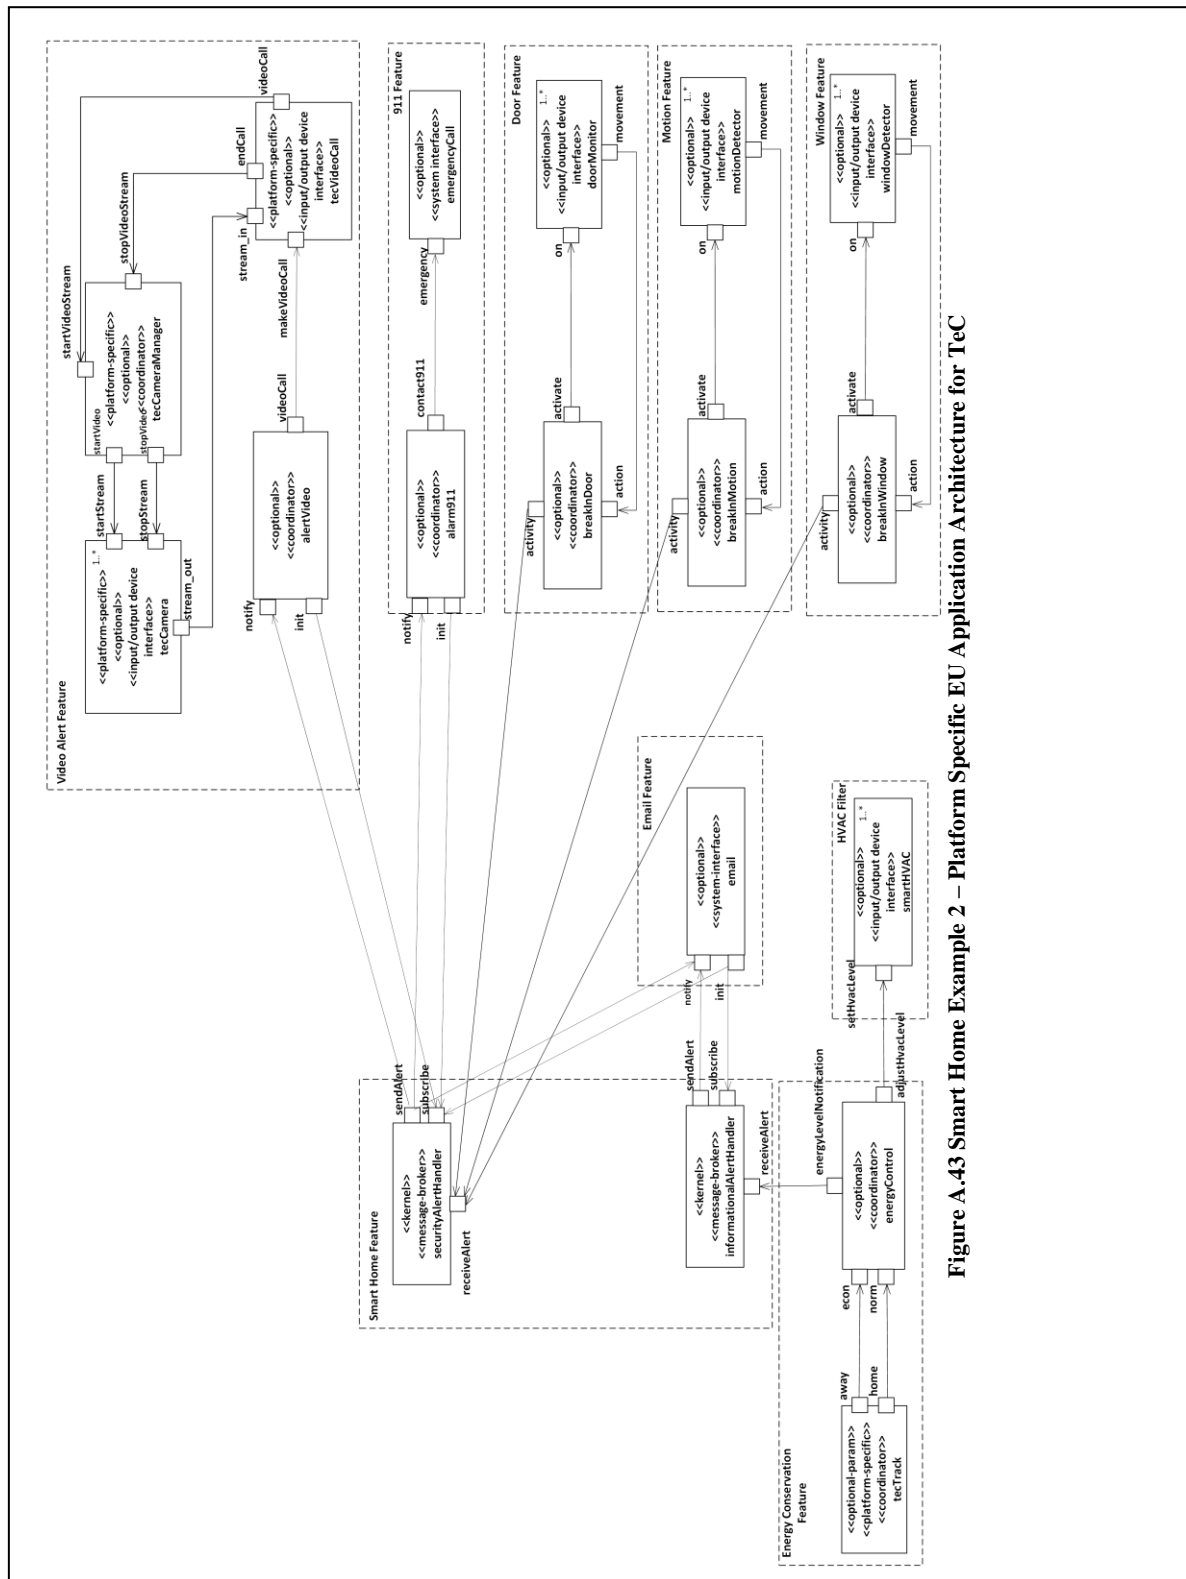 Video Alert Feature
<<platform-specific>>
<<optional>>
<<input/output device
interface>>
tecCamera
1..*
startStream
stopStream
stream_out
startVideo
stopVideo
<<platform-specific>>
<<optional>>
<<coordinator>>
tecCameraManager
startVideoStream
stopVideoStream
stream_in
endCall
videoCall
<<platform-specific>>
<<optional>>
<<input/output device
interface>>
tecVideoCall
makeVideoCall
notify
init
<<optional>>
<<coordinator>>
alertVideo
videoCall
911 Feature
notify
init
<<optional>>
<<coordinator>>
alarm911
contact911
emergency
<<optional>>
<<system interface>>
emergencyCall
Door Feature
activity
<<optional>>
<<coordinator>>
breakInDoor
activate
action
on
<<optional>>
1..*
<<input/output device
interface>>
doorMonitor
movement
Motion Feature
activity
<<optional>>
<<coordinator>>
breakInMotion
activate
action
on
<<optional>>
1..*
<<input/output device
interface>>
motionDetector
movement
Window Feature
activity
<<optional>>
<<coordinator>>
breakInWindow
activate
action
on
<<optional>>
1..*
<<input/output device
interface>>
windowDetector
movement
Smart Home Feature
<<kernel>>
<<message-broker>>
securityAlertHandler
sendAlert
subscribe
receiveAlert
<<kernel>>
<<message-broker>>
informationalAlertHandler
sendAlert
subscribe
receiveAlert
Email Feature
notify
init
<<optional>>
<<system-interface>>
email
Energy Conservation
Feature
<<optional-param>>
<<platform-specific>>
<<coordinator>>
tecTrack
away
home
econ
norm
<<optional>>
<<coordinator>>
energyControl
energyLevelNotification
adjustHvacLevel
HVAC Filter
setHvacLevel
<<optional>>
1..*
<<input/output device
interface>>
smartHVAC
Figure A.43 Smart Home Example 2 – Platform Specific EU Application Architecture for TeC